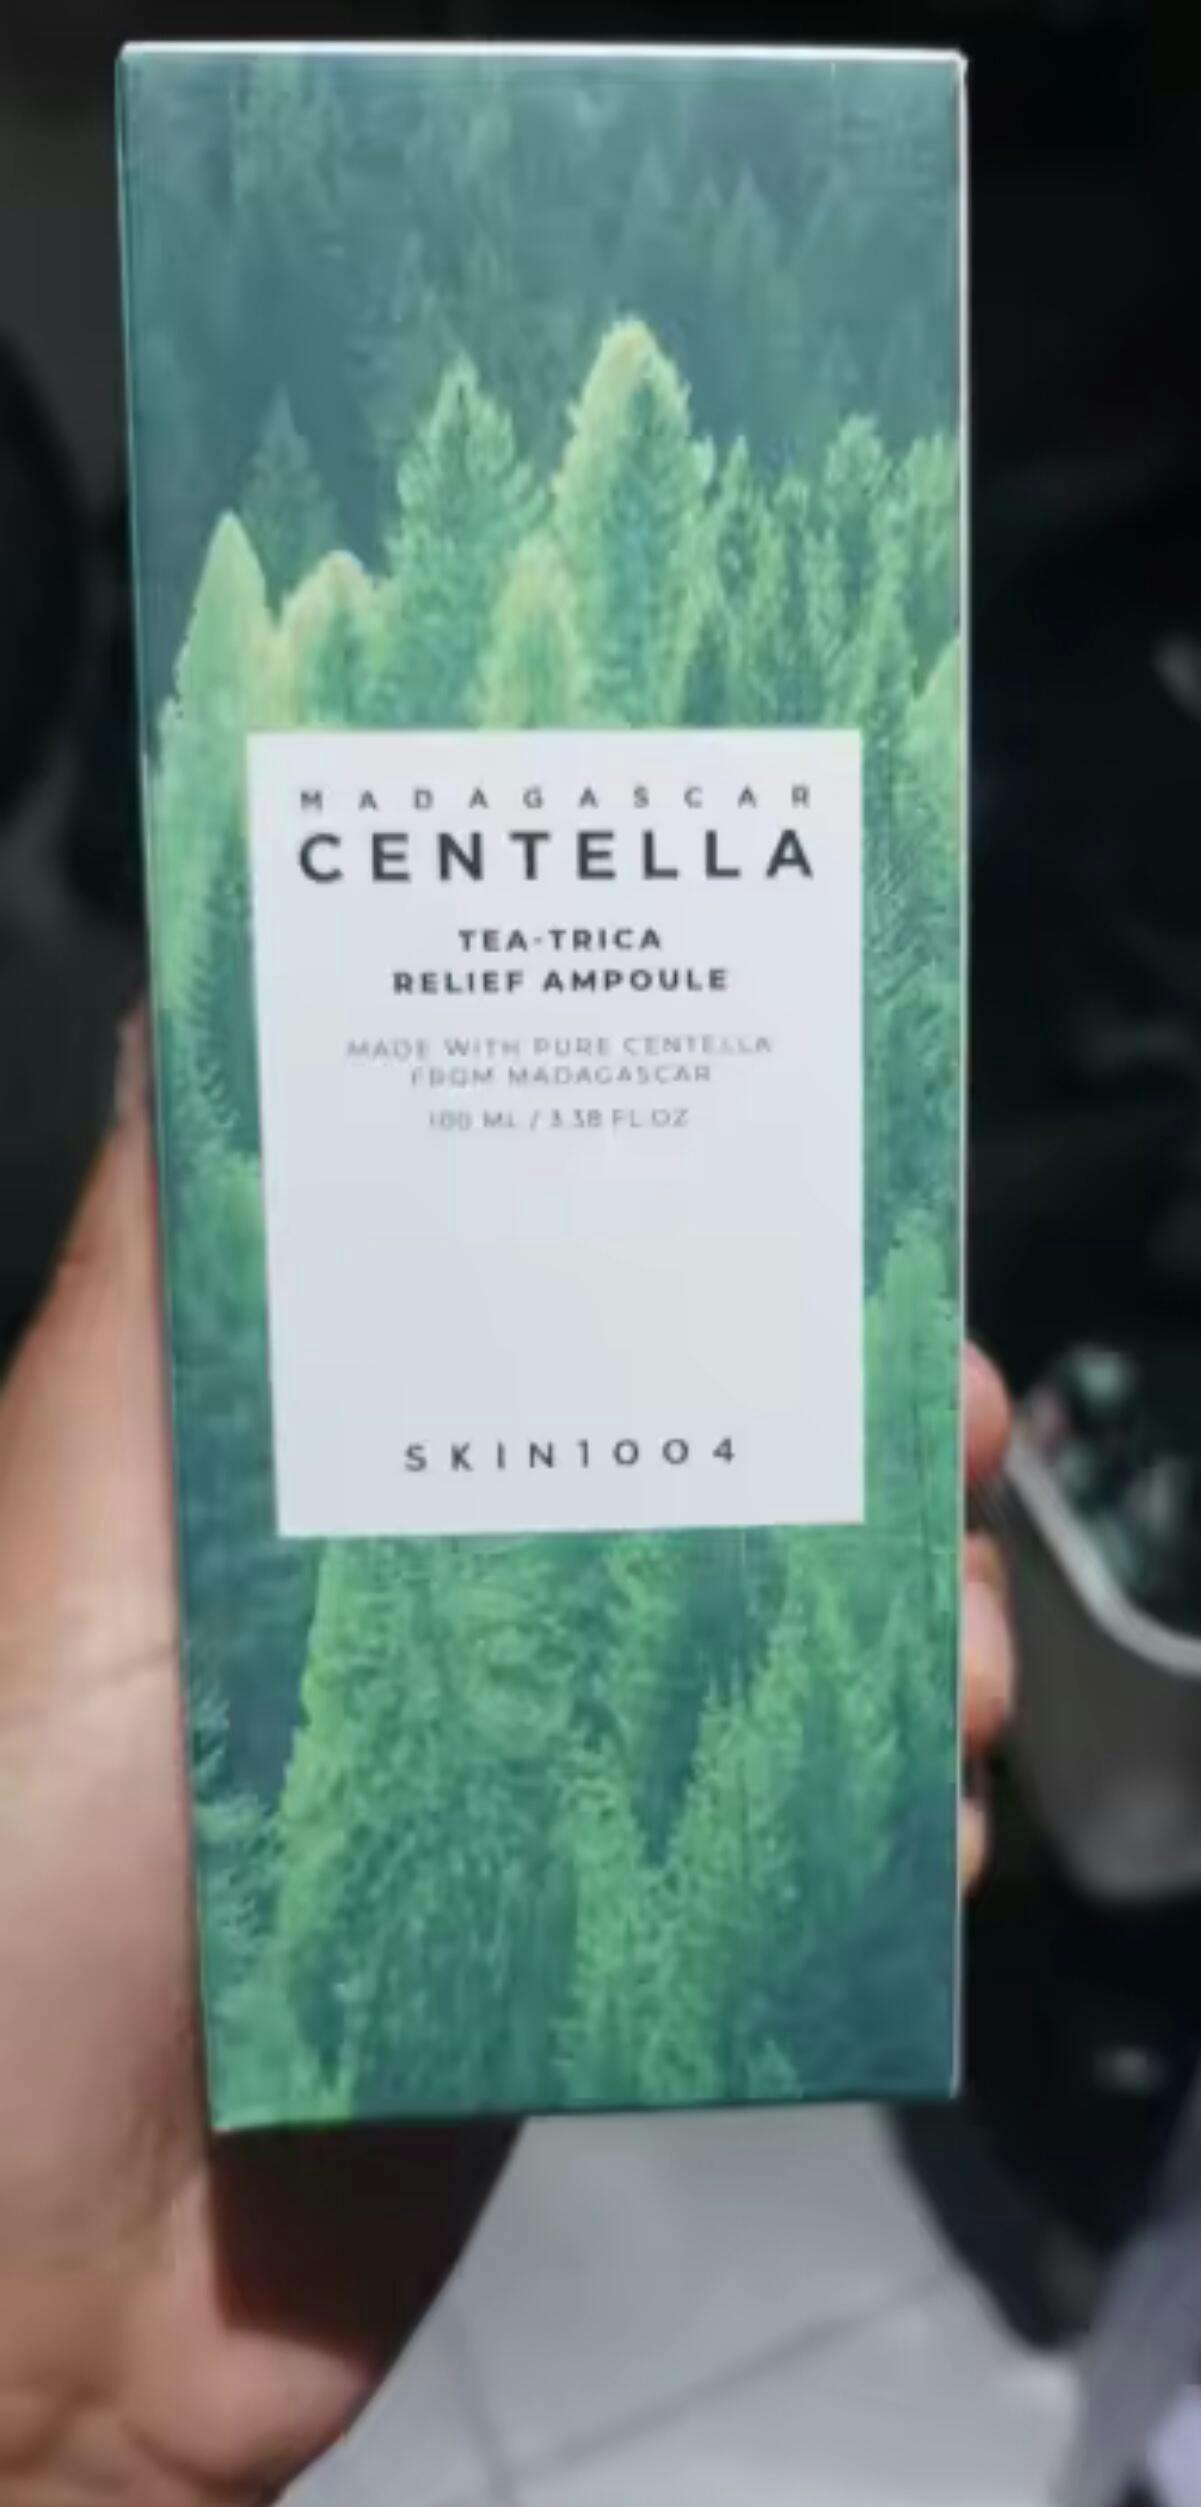 MADAGASCAR
CENTELLA
TEA-TRICA
RELIEF AMPOULE
MADE WITH PURE CENTELLA
FROM MADAGASCAR
100 ML / 3.38 FL.OZ
SKIN1004